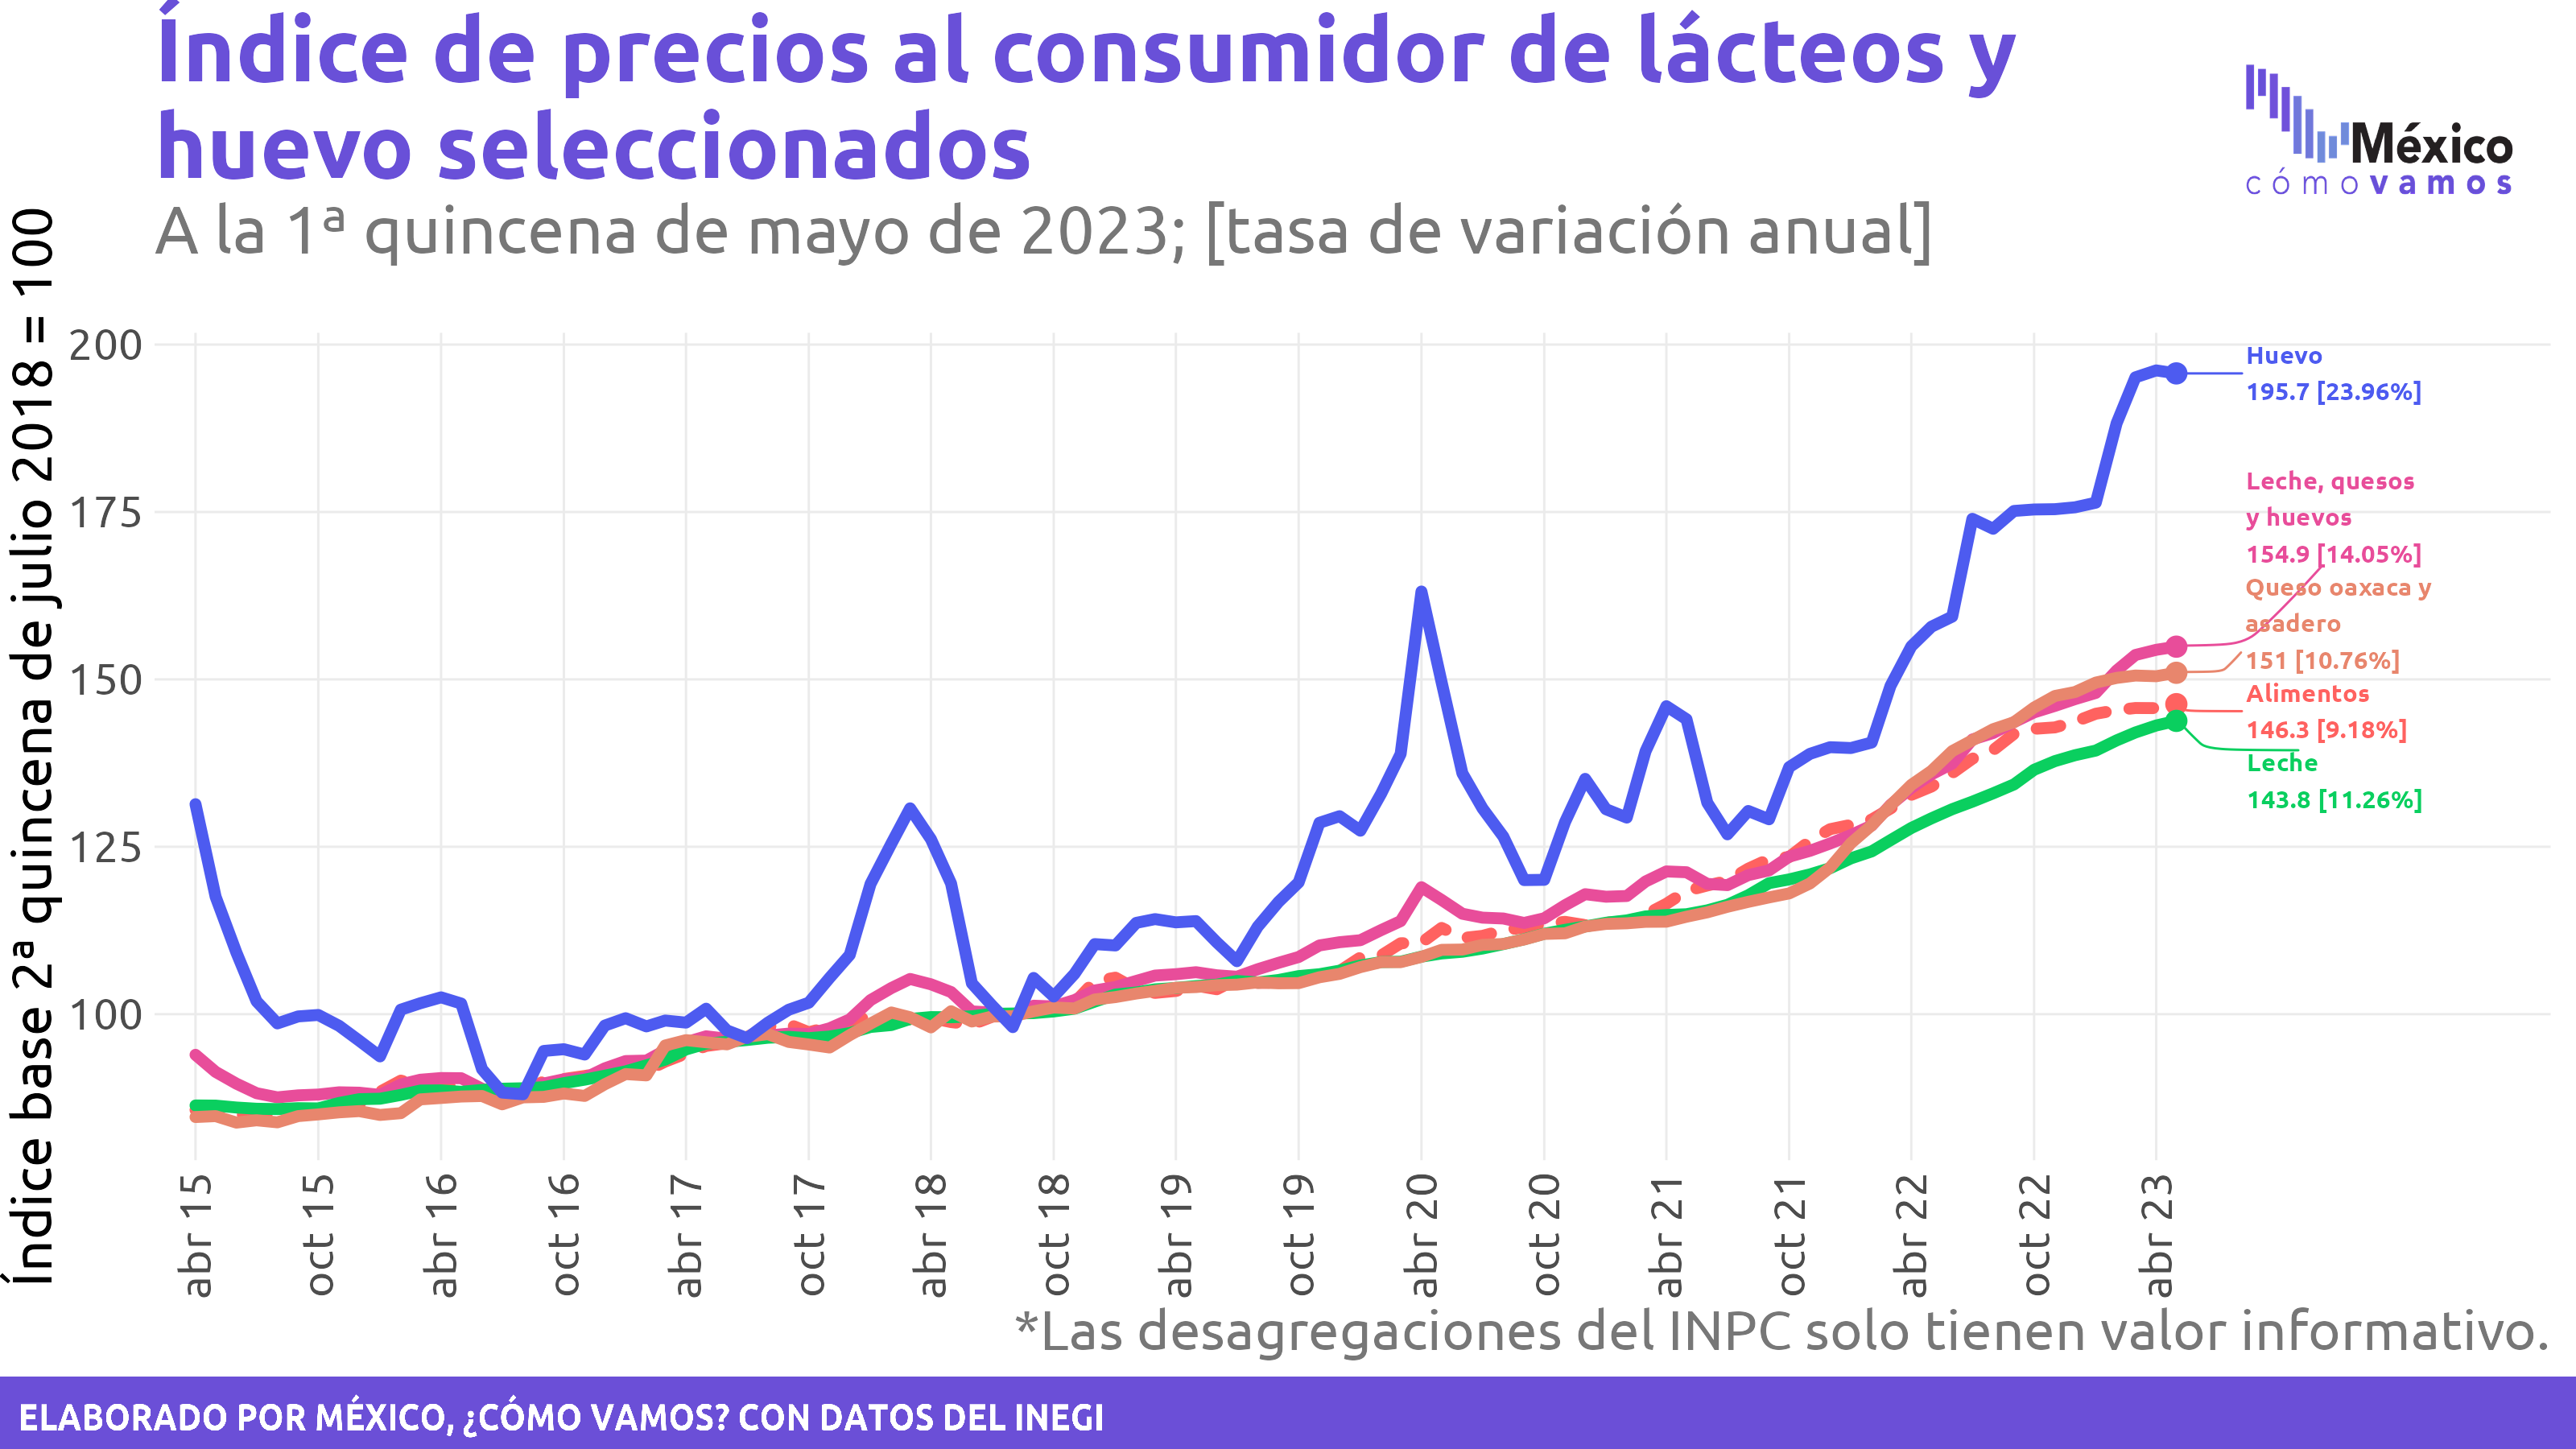 Índice de precios al consumidor de lácteos y
huevo seleccionados
México
cómovamos
A la 1ª quincena de mayo de 2023; [tasa de variación anual]
Índice base 2ª quincena de julio 2018 = 100
200
175
150
125
100
Huevo
195.7 [23.96%]
Leche, quesos
y huevos
154.9 [14.05%]
Queso oaxaca y
asadero
151 [10.76%]
Alimentos
146.3 [9.18%]
Leche
143.8 [11.26%]
abr 15
oct 15
abr 16
oct 16
abr 17
oct 17
abr 18
oct 18
abr 19
oct 19
abr 20
oct 20
abr 21
oct 21
abr 22
oct 22
abr 23
*Las desagregaciones del INPC solo tienen valor informativo.
ELABORADO POR MÉXICO, ¿CÓMO VAMOS? CON DATOS DEL INEGI